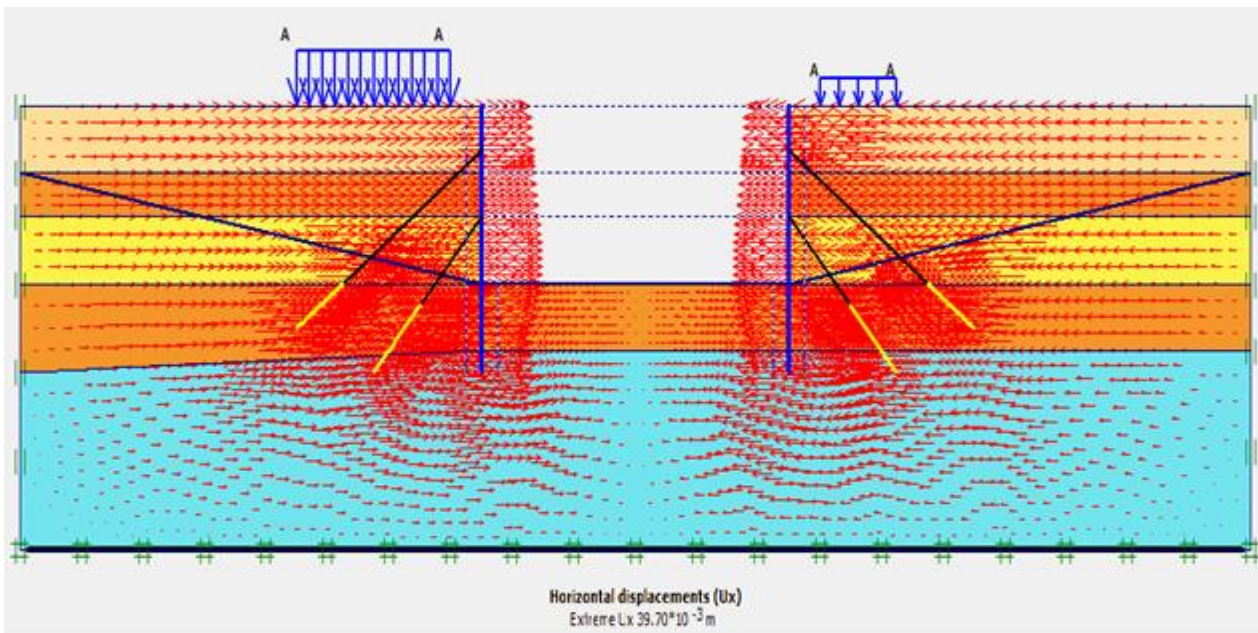 A A
A A
Horizontal displacements (Ux)
Extreme Ux 39.70*10 -3 m